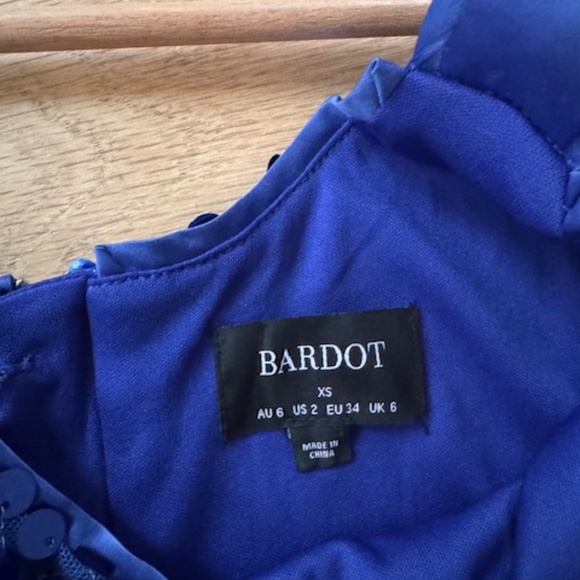 BARDOT
XS
AU 6 US 2 EU 34 UK 6
MADE IN
CHINA